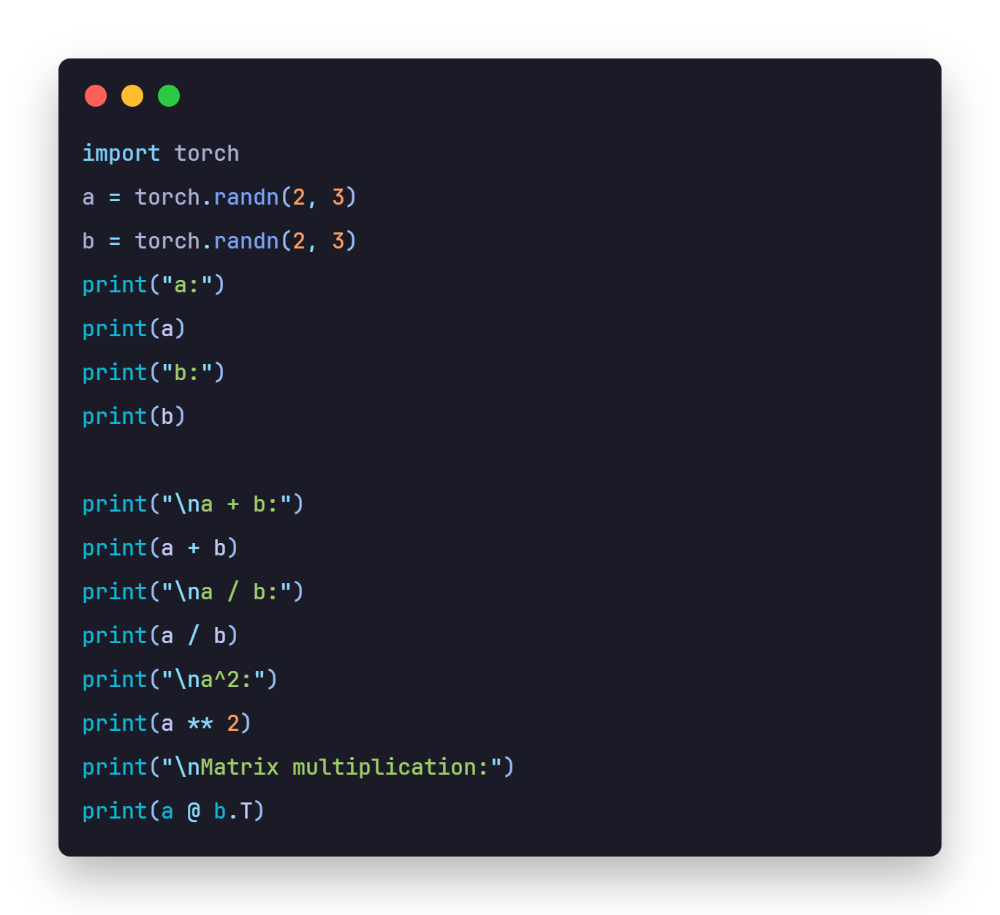 import torch
a = torch.randn(2, 3)
b = torch.randn(2, 3)
print("a:")
print(a)
print("b:")
print(b)

print("\na + b:")
print(a + b)
print("\na / b:")
print(a / b)
print("\na^2:")
print(a ** 2)
print("\nMatrix multiplication:")
print(a @ b.T)